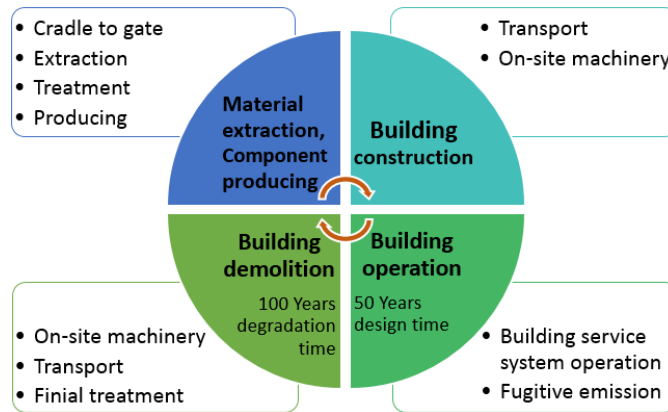 • Cradle to gate
• Extraction
• Treatment
• Producing
Material
extraction,
Component
producing
• Transport
• On-site machinery
Building
construction
Building
demolition
100 Years
degradation
time
• On-site machinery
• Transport
• Finial treatment
Building
operation
50 Years
design time
• Building service
system operation
• Fugitive emission